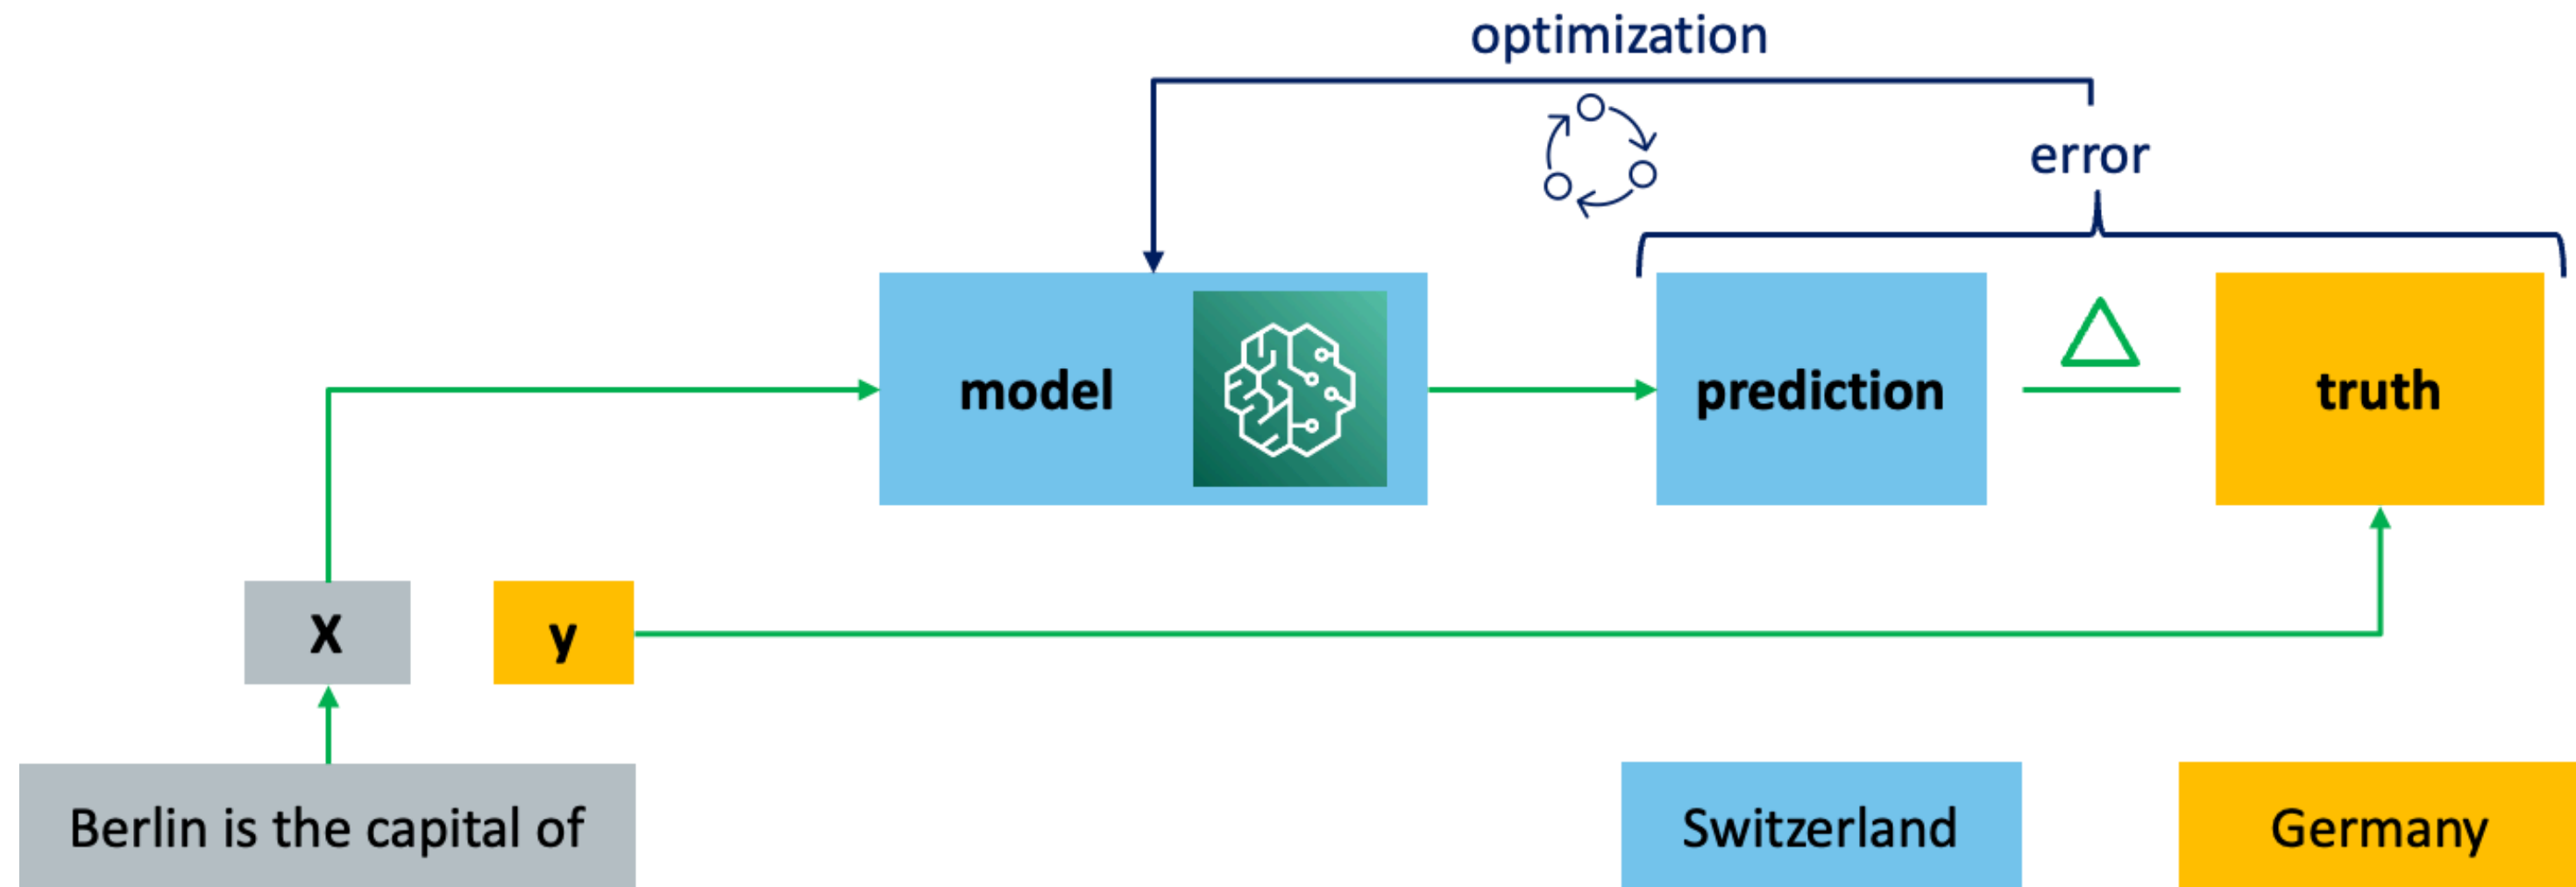 optimization
error
model
prediction
truth
X
y
Berlin is the capital of
Switzerland
Germany